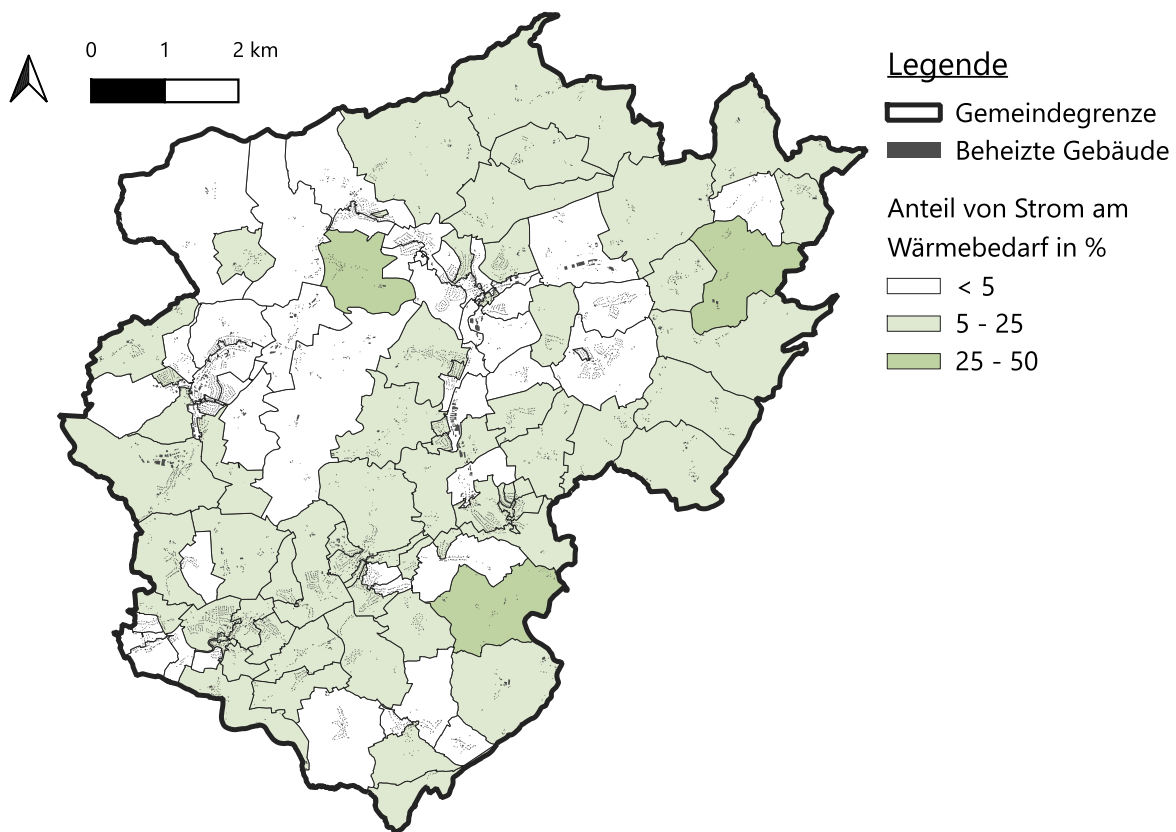 0 1 2 km
Legende
Gemeindegrenze
Beheizte Gebäude
Anteil von Strom am
Wärmebedarf in %
< 5
5 - 25
25 - 50